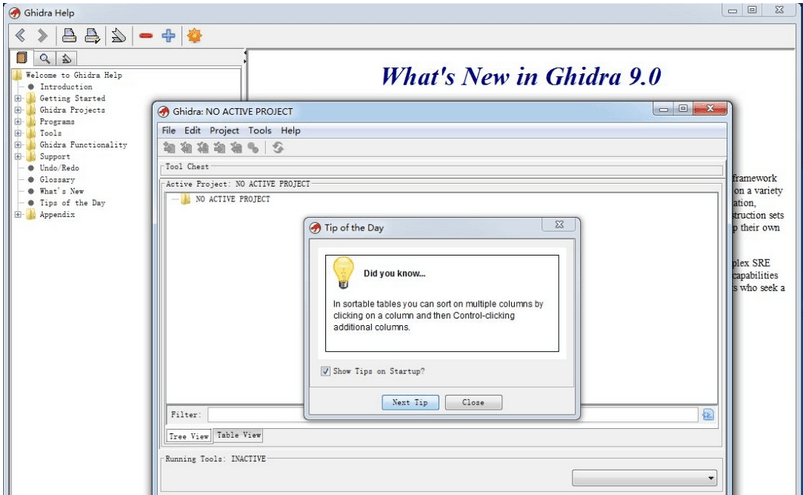 Ghidra Help
What's New in Ghidra 9.0
Welcome to Ghidra Help
Introduction
Getting Started
Ghidra Projects
Programs
Tools
Ghidra Functionality
Support
Undo/Redo
Glossary
What's New
Tips of the Day
Appendix
Ghidra: NO ACTIVE PROJECT
File Edit Project Tools Help
Tool Chest
Active Project: NO ACTIVE PROJECT
NO ACTIVE PROJECT
Tip of the Day
Did you know...
In sortable tables you can sort on multiple columns by
clicking on a column and then Control-clicking
additional columns.
Show Tips on Startup?
Next Tip Close
Filter:
Tree View Table View
Running Tools: INACTIVE
framework
on a variety
ation,
struction sets
p their own
plex SRE
capabilities
s who seek a